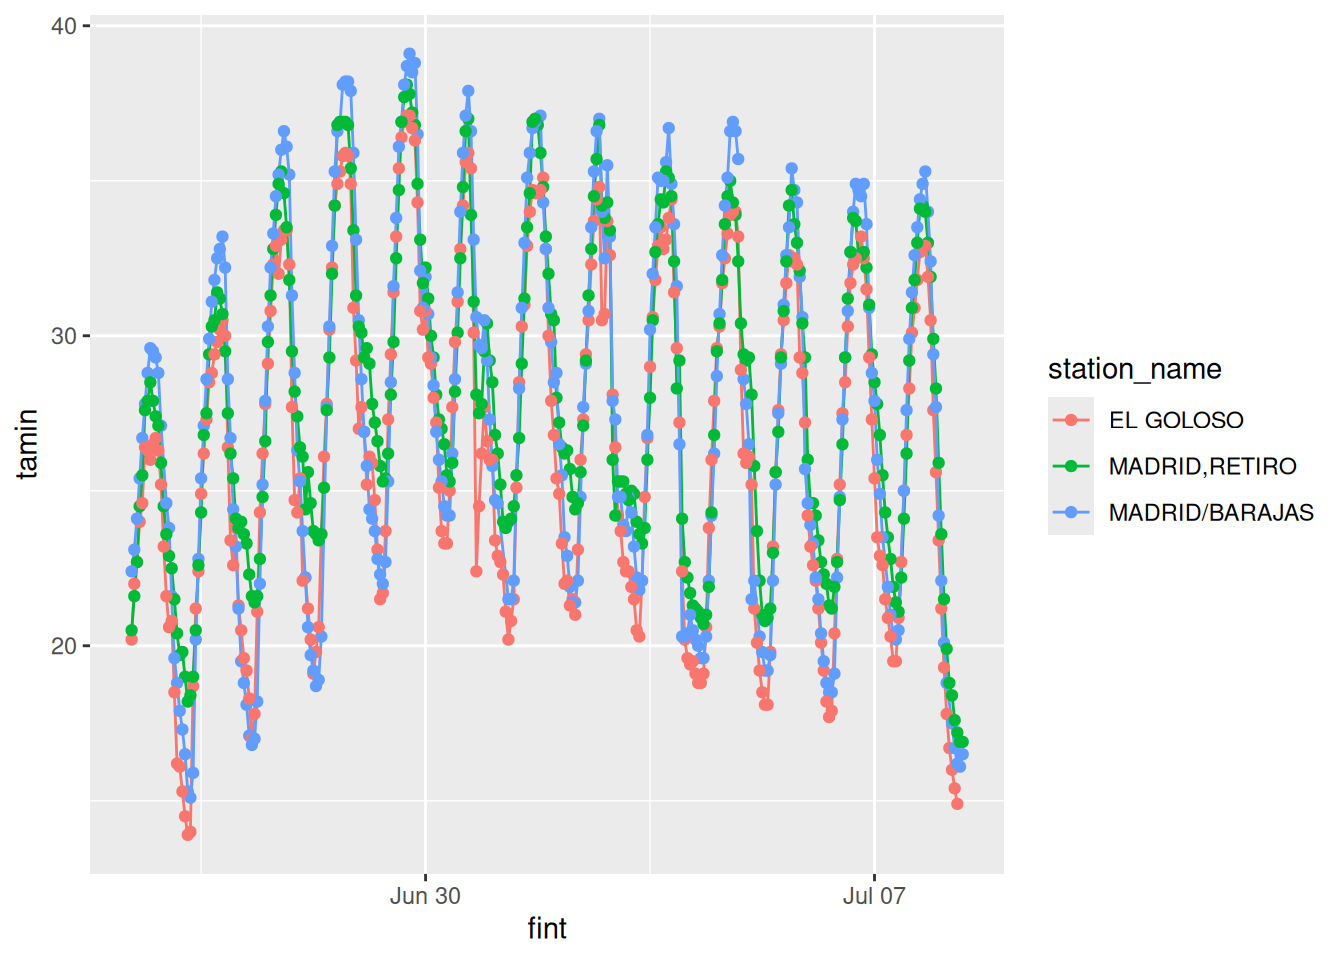 40
30
20
tamin
Jun 30
Jul 07
fint
station_name
EL GOLOSO
MADRID,RETIRO
MADRID/BARAJAS